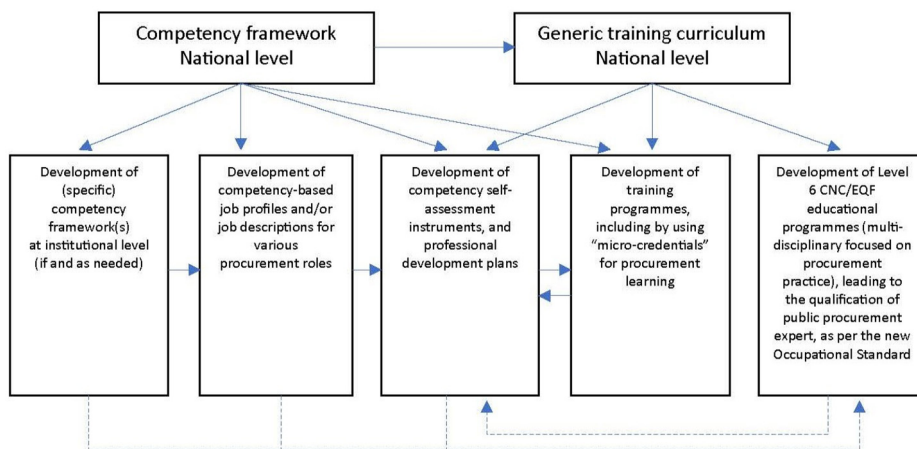 Competency framework
National level
Generic training curriculum
National level
Development of
(specific)
competency
framework(s)
at institutional level
(if and as needed)
Development of
competency-based
job profiles and/or
job descriptions for
various
procurement roles
Development of
competency self-
assessment
instruments, and
professional
development plans
Development of
training
programmes,
including by using
“micro-credentials”
for procurement
learning
Development of Level
6 CNC/EQF
educational
programmes (multi-
disciplinary focused on
procurement
practice), leading to
the qualification of
public procurement
expert, as per the new
Occupational Standard